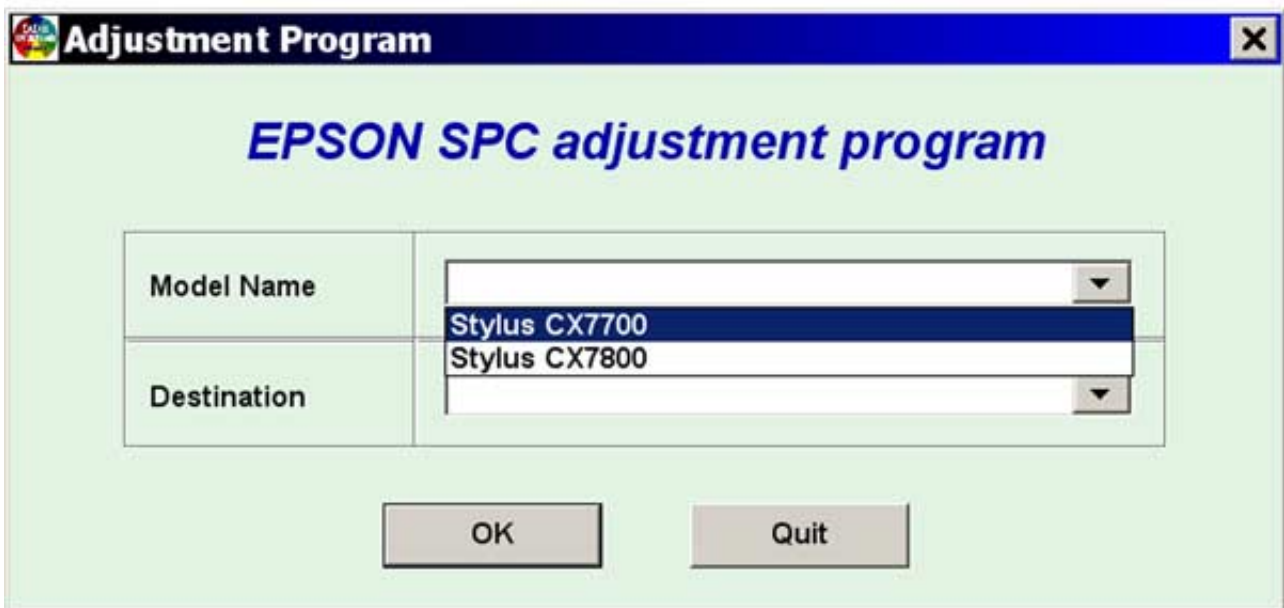 Adjustment Program
EPSON SPC adjustment program
Model Name
Stylus CX7700
Stylus CX7800
Destination
OK
Quit